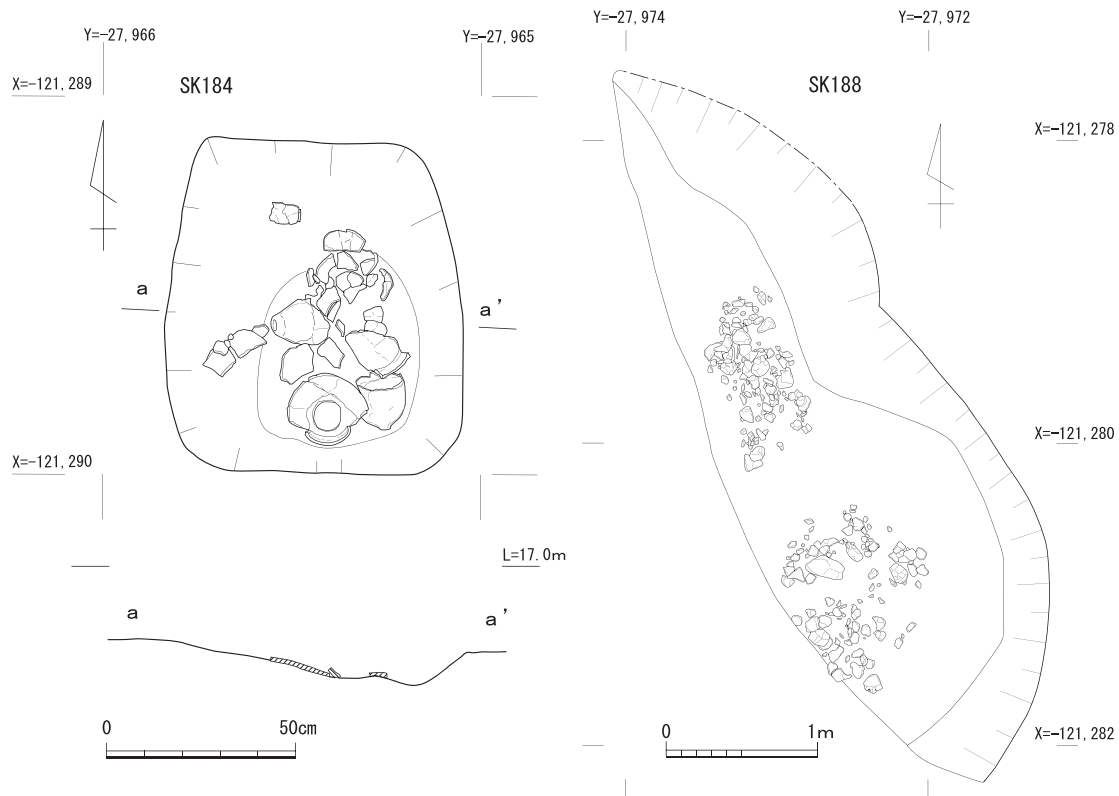 Y=-27,966
Y=-27,965
X=-121,289
SK184
a
a'
X=-121,290
L=17.0m
a
a'
0
50cm
Y=-27,974
Y=-27,972
SK188
X=-121,278
X=-121,280
X=-121,282
0
1m